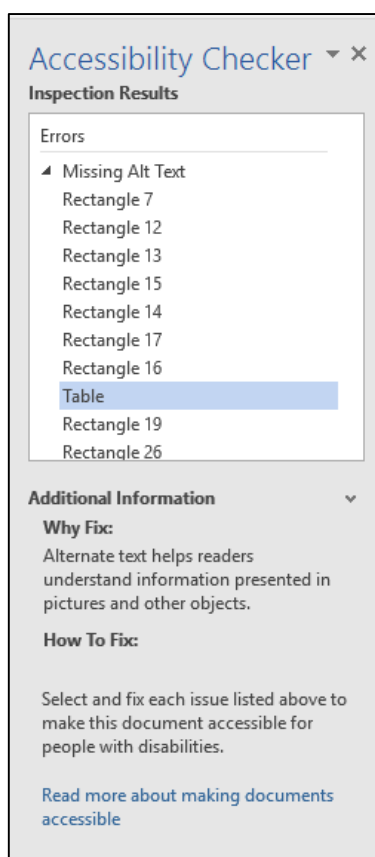 Accessibility Checker
Inspection Results
Errors
Missing Alt Text
Rectangle 7
Rectangle 12
Rectangle 13
Rectangle 15
Rectangle 14
Rectangle 17
Rectangle 16
Table
Rectangle 19
Rectangle 26
Additional Information
Why Fix:
Alternate text helps readers
understand information presented in
pictures and other objects.
How To Fix:
Select and fix each issue listed above to
make this document accessible for
people with disabilities.
Read more about making documents
accessible